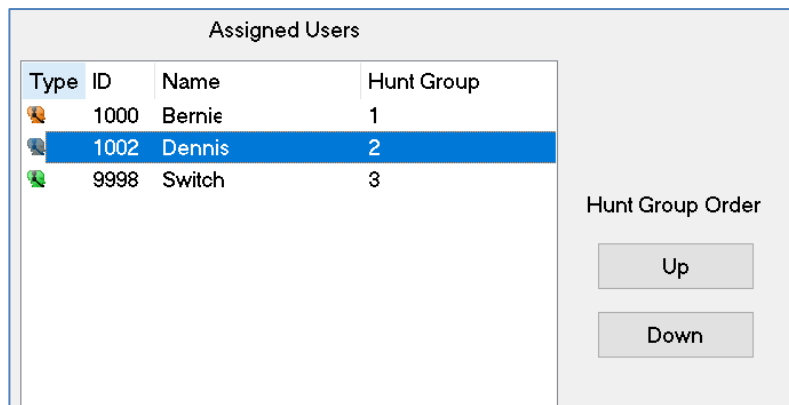 Assigned Users
Type ID Name Hunt Group
1000 Bernie 1
1002 Dennis 2
9998 Switch 3
Hunt Group Order
Up
Down